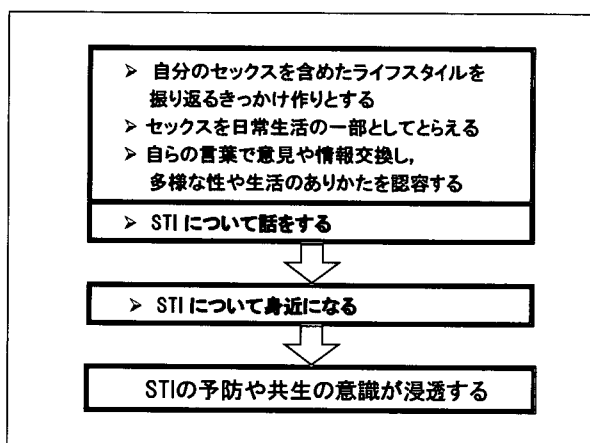 ➢ 自分のセックスを含めたライフスタイルを
振り返るきっかけ作りとする
➢ セックスを日常生活の一部としてとらえる
➢ 自らの言葉で意見や情報交換し,
多様な性や生活のありかたを認容する
➢ STIについて話をする
➢ STIについて身近になる
STIの予防や共生の意識が浸透する